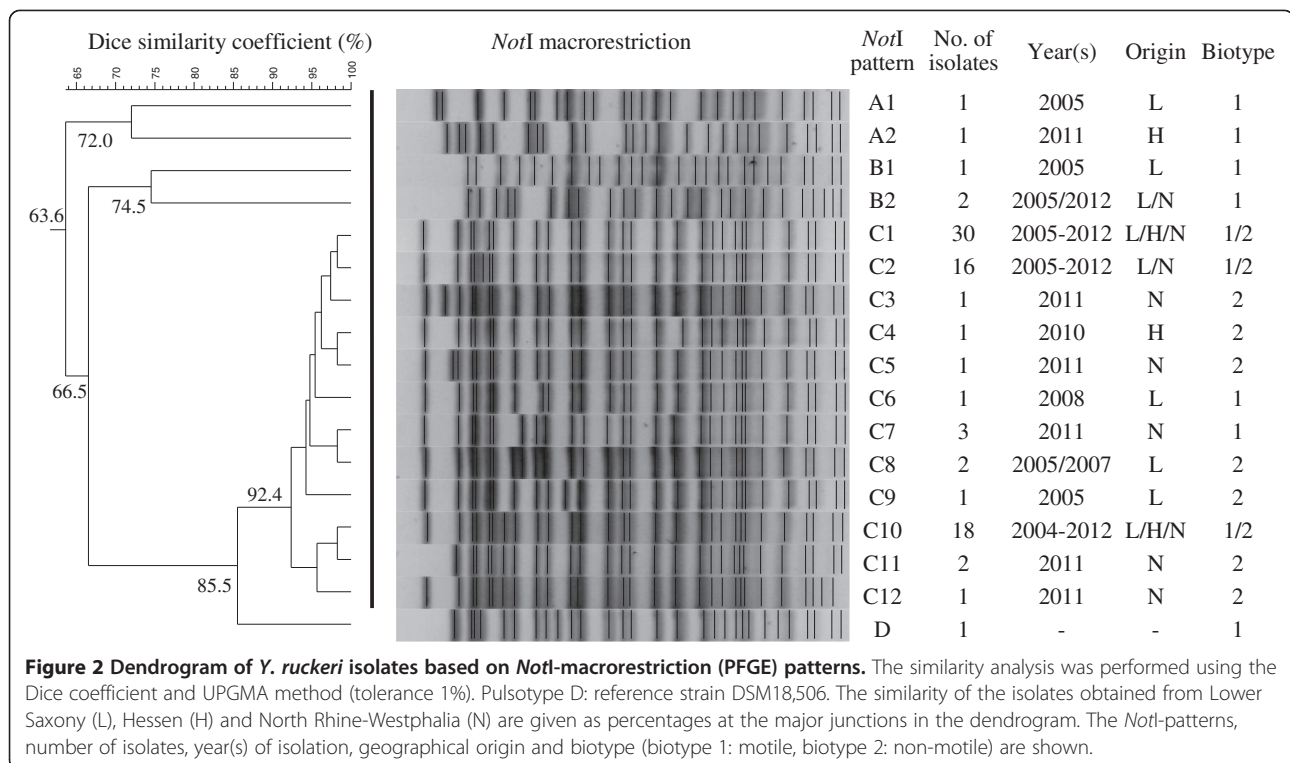 Dice similarity coefficient (%) NotI macrorestriction NotI pattern No. of isolates Year(s) Origin Biotype
65 70 75 80 85 90 95 100
A1 1 2005 L 1
72.0 A2 1 2011 H 1
B1 1 2005 L 1
74.5 B2 2 2005/2012 L/N 1
63.6
C1 30 2005-2012 L/H/N 1/2
C2 16 2005-2012 L/N 1/2
C3 1 2011 N 2
C4 1 2010 H 2
C5 1 2011 N 2
66.5
C6 1 2008 L 1
C7 3 2011 N 1
C8 2 2005/2007 L 2
92.4 C9 1 2005 L 2
C10 18 2004-2012 L/H/N 1/2
C11 2 2011 N 2
85.5
C12 1 2011 N 2
D 1 - - 1
Figure 2 Dendrogram of Y. ruckeri isolates based on NotI-macrorestriction (PFGE) patterns. The similarity analysis was performed using the
Dice coefficient and UPGMA method (tolerance 1%). Pulsotype D: reference strain DSM18,506. The similarity of the isolates obtained from Lower
Saxony (L), Hessen (H) and North Rhine-Westphalia (N) are given as percentages at the major junctions in the dendrogram. The NotI-patterns,
number of isolates, year(s) of isolation, geographical origin and biotype (biotype 1: motile, biotype 2: non-motile) are shown.